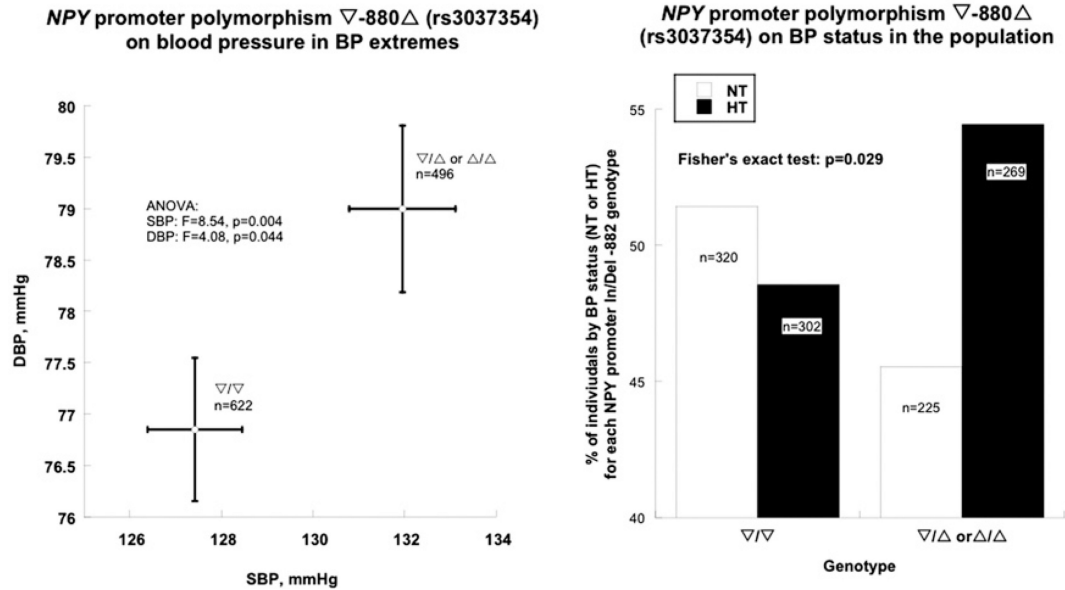 NPY promoter polymorphism ▽-880△ (rs3037354)
on blood pressure in BP extremes
80
79.5
79
78.5
78
77.5
77
76.5
76
DBP, mmHg
▽/△ or △/△
n=496
ANOVA:
SBP: F=8.54, p=0.004
DBP: F=4.08, p=0.044
▽/▽
n=622
126 128 130 132 134
SBP, mmHg
NPY promoter polymorphism ▽-880△
(rs3037354) on BP status in the population
NT
HT
55
50
45
40
% of indiviudals by BP status (NT or HT)
for each NPY promoter In/Del -882 genotype
Fisher's exact test: p=0.029
n=320
n=302
n=225
n=269
▽/▽ ▽/△ or△/△
Genotype